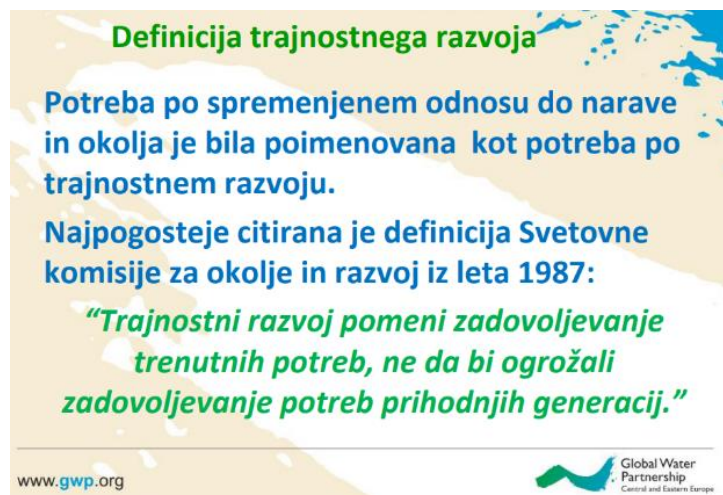 Definicija trajnostnega razvoja
Potreba po spremenjenem odnosu do narave
in okolja je bila poimenovana kot potreba po
trajnostnem razvoju.
Najpogosteje citirana je definicija Svetovne
komisije za okolje in razvoj iz leta 1987:
“Trajnostni razvoj pomeni zadovoljevanje
trenutnih potreb, ne da bi ogrožali
zadovoljevanje potreb prihodnjih generacij.”
www.gwp.org
Global Water
Partnership
Central and Eastern Europe